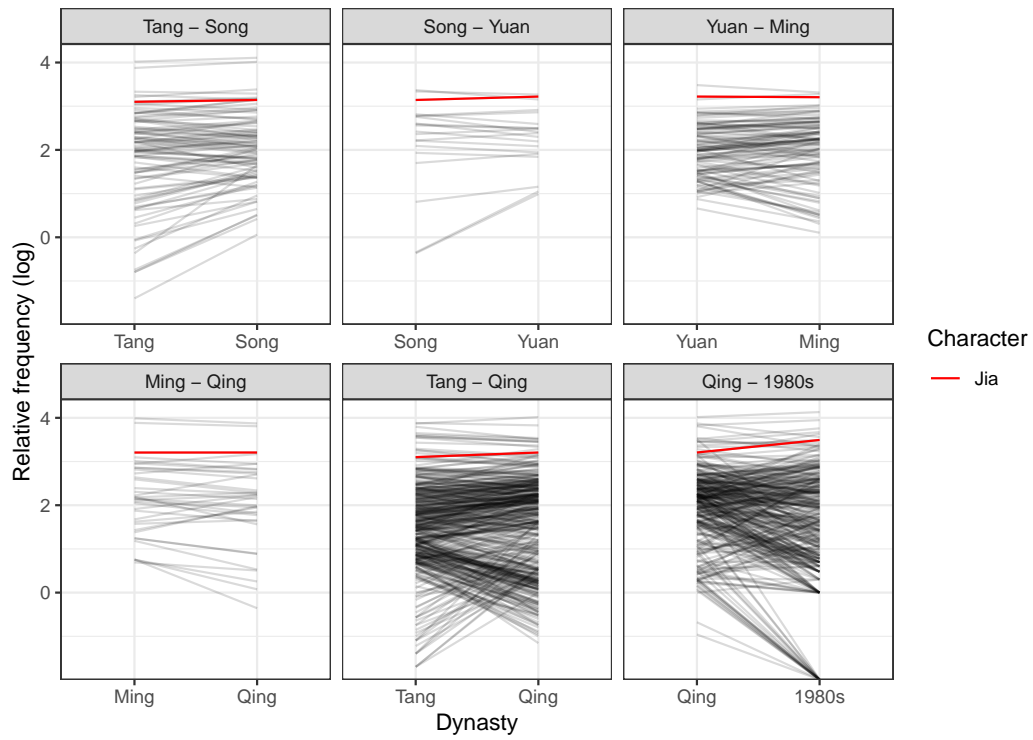 Tang − Song
Song − Yuan
Yuan − Ming
4
2
0
Tang
Song
Song
Yuan
Yuan
Ming
Ming − Qing
Tang − Qing
Qing − 1980s
4
2
0
Ming
Qing
Tang
Qing
Qing
1980s
Relative frequency (log)
Dynasty
Character
Jia